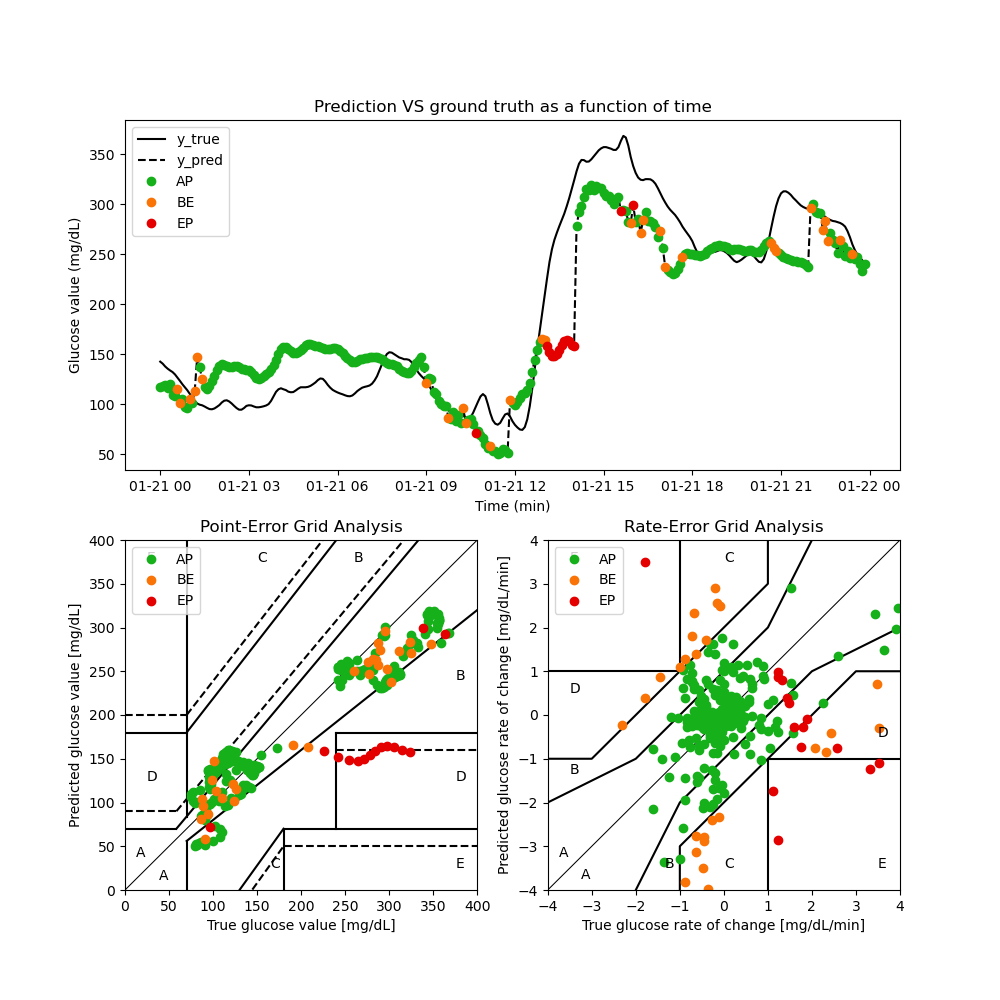 Prediction VS ground truth as a function of time
y_true
y_pred
AP
BE
EP
350
300
250
200
150
100
50
Glucose value (mg/dL)
01-21 00 01-21 03 01-21 06 01-21 09 01-21 12 01-21 15 01-21 18 01-21 21 01-22 00
Time (min)
Point-Error Grid Analysis
AP
BE
EP
400
350
300
250
200
150
100
50
0
Predicted glucose value [mg/dL]
C
B
B
D
D
A
A
C
E
0 50 100 150 200 250 300 350 400
True glucose value [mg/dL]
Rate-Error Grid Analysis
AP
BE
EP
4
3
2
1
0
−1
−2
−3
−4
Predicted glucose rate of change [mg/dL/min]
C
D
D
B
A
A
B
C
E
−4 −3 −2 −1 0 1 2 3 4
True glucose rate of change [mg/dL/min]